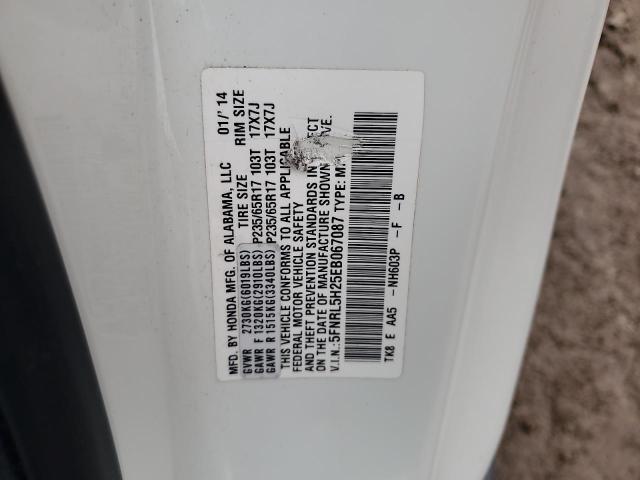 MFD. BY HONDA MFG. OF ALABAMA, LLC 01/'14
TIRE SIZE RIM SIZE
GVWR 2730KG(6019LBS)
GAWR F 1320KG(2910LBS) P235/65R17 103T 17X7J
GAWR R 1515KG(3340LBS) P235/65R17 103T 17X7J
THIS VEHICLE CONFORMS TO ALL APPLICABLE
FEDERAL MOTOR VEHICLE SAFETY
AND THEFT PREVENTION STANDARDS IN
ON THE DATE OF MANUFACTURE SHOWN
V.I.N.:5FNRL5H25EB067087 TYPE:
TK8 E AA5 -NH603P -F -B